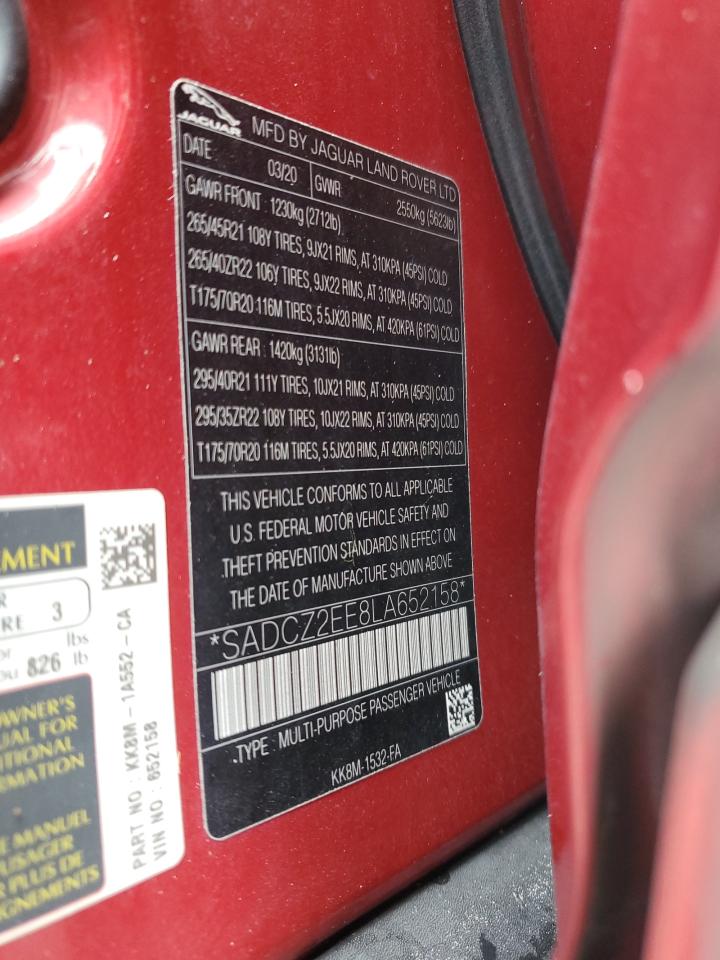 JAGUAR
MFD BY JAGUAR LAND ROVER LTD
DATE 03/20 GWR 2550kg (5623lb)
GAWR FRONT : 1230kg (2712lb)
265/45R21 108Y TIRES, 9JX21 RIMS, AT 310KPA (45PSI) COLD
265/40ZR22 106Y TIRES, 9JX22 RIMS, AT 310KPA (45PSI) COLD
T175/70R20 116M TIRES, 5.5JX20 RIMS, AT 420KPA (61PSI) COLD
GAWR REAR : 1420kg (3131lb)
295/40R21 111Y TIRES, 10JX21 RIMS, AT 310KPA (45PSI) COLD
295/35ZR22 108Y TIRES, 10JX22 RIMS, AT 310KPA (45PSI) COLD
T175/70R20 116M TIRES, 5.5JX20 RIMS, AT 420KPA (61PSI) COLD
THIS VEHICLE CONFORMS TO ALL APPLICABLE
U.S. FEDERAL MOTOR VEHICLE SAFETY AND
THEFT PREVENTION STANDARDS IN EFFECT ON
THE DATE OF MANUFACTURE SHOWN ABOVE
*SADCZ2EE8LA652158*
TYPE : MULTI-PURPOSE PASSENGER VEHICLE
KK8M-1532-FA
EMENT
R
RE 3
or lbs
ou 826 lb
OWNER'S
UAL FOR
ITIONAL
RMATION
E MANUEL
USAGER
R PLUS DE
GNEMENTS
PART NO : KK8M - 1A552 - CA
VIN NO : 652158